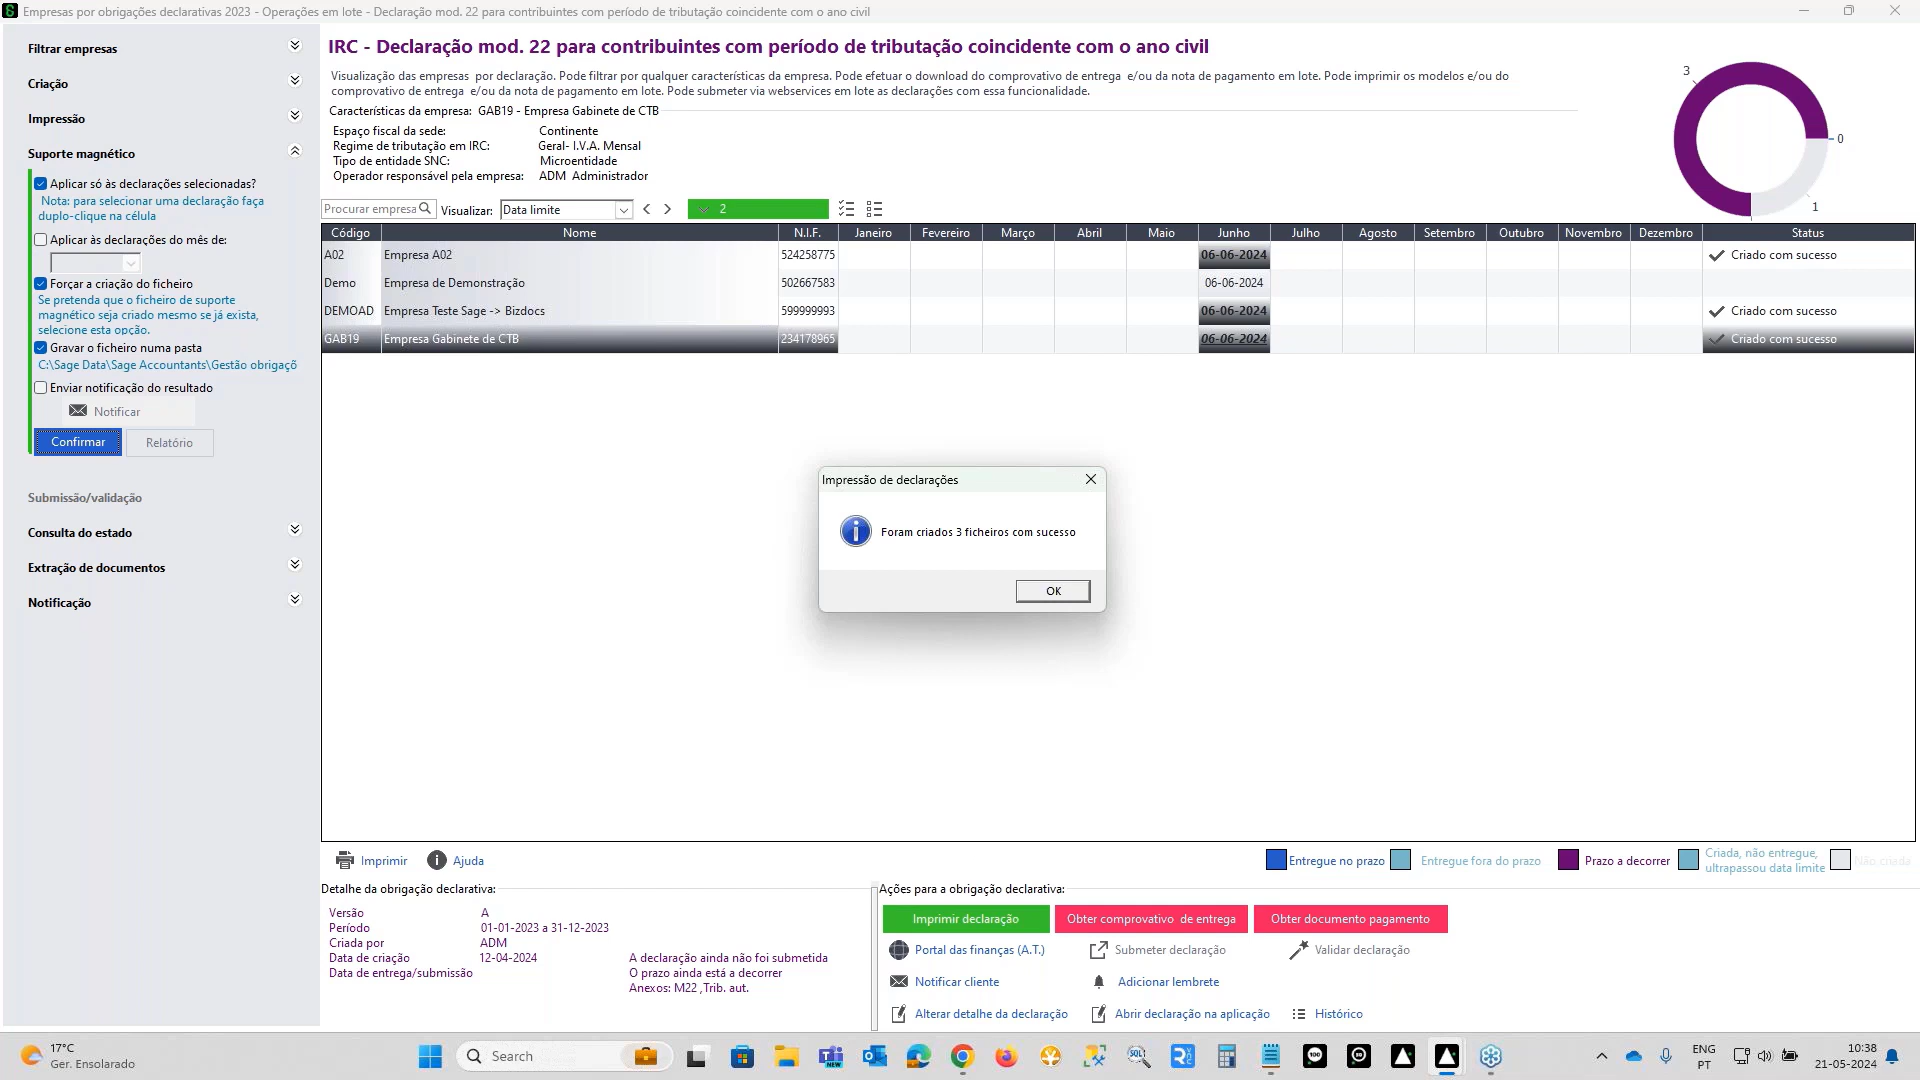 Empresas por obrigações declarativas 2023 - Operações em lote - Declaração mod. 22 para contribuintes com período de tributação coincidente com o ano civil
Filtrar empresas
Criação
Impressão
Suporte magnético
Aplicar só às declarações selecionadas?
Nota: para selecionar uma declaração faça
duplo-clique na célula
Aplicar às declarações do mês de:
Forçar a criação do ficheiro
Se pretenda que o ficheiro de suporte
magnético seja criado mesmo se já exista,
selecione esta opção.
Gravar o ficheiro numa pasta
C:\Sage Data\Sage Accountants\Gestão obrigaçõ
Enviar notificação do resultado
Notificar
Confirmar Relatório
Submissão/validação
Consulta do estado
Extração de documentos
Notificação
IRC - Declaração mod. 22 para contribuintes com período de tributação coincidente com o ano civil
Visualização das empresas por declaração. Pode filtrar por qualquer características da empresa. Pode efetuar o download do comprovativo de entrega e/ou da nota de pagamento em lote. Pode imprimir os modelos e/ou do
comprovativo de entrega e/ou da nota de pagamento em lote. Pode submeter via webservices em lote as declarações com essa funcionalidade.
Características da empresa: GAB19 - Empresa Gabinete de CTB
Espaço fiscal da sede: Continente
Regime de tributação em IRC: Geral- I.V.A. Mensal
Tipo de entidade SNC: Microentidade
Operador responsável pela empresa: ADM Administrador
3
0
1
Procurar empresa Visualizar: Data limite 2
Código Nome N.I.F. Janeiro Fevereiro Março Abril Maio Junho Julho Agosto Setembro Outubro Novembro Dezembro Status
A02 Empresa A02 524258775 06-06-2024 Criado com sucesso
Demo Empresa de Demonstração 502667583 06-06-2024
DEMOAD Empresa Teste Sage -> Bizdocs 599999993 06-06-2024 Criado com sucesso
GAB19 Empresa Gabinete de CTB 234178965 06-06-2024 Criado com sucesso
Impressão de declarações
Foram criados 3 ficheiros com sucesso
OK
Imprimir Ajuda
Entregue no prazo Entregue fora do prazo Prazo a decorrer Criada, não entregue,
ultrapassou data limite Não criada
Detalhe da obrigação declarativa:
Versão A
Período 01-01-2023 a 31-12-2023
Criada por ADM
Data de criação 12-04-2024 A declaração ainda não foi submetida
Data de entrega/submissão O prazo ainda está a decorrer
Anexos: M22 ,Trib. aut.
Ações para a obrigação declarativa:
Imprimir declaração Obter comprovativo de entrega Obter documento pagamento
Portal das finanças (A.T.) Submeter declaração Validar declaração
Notificar cliente Adicionar lembrete
Alterar detalhe da declaração Abrir declaração na aplicação Histórico
17°C
Ger. Ensolarado
Search
ENG
PT
10:38
21-05-2024